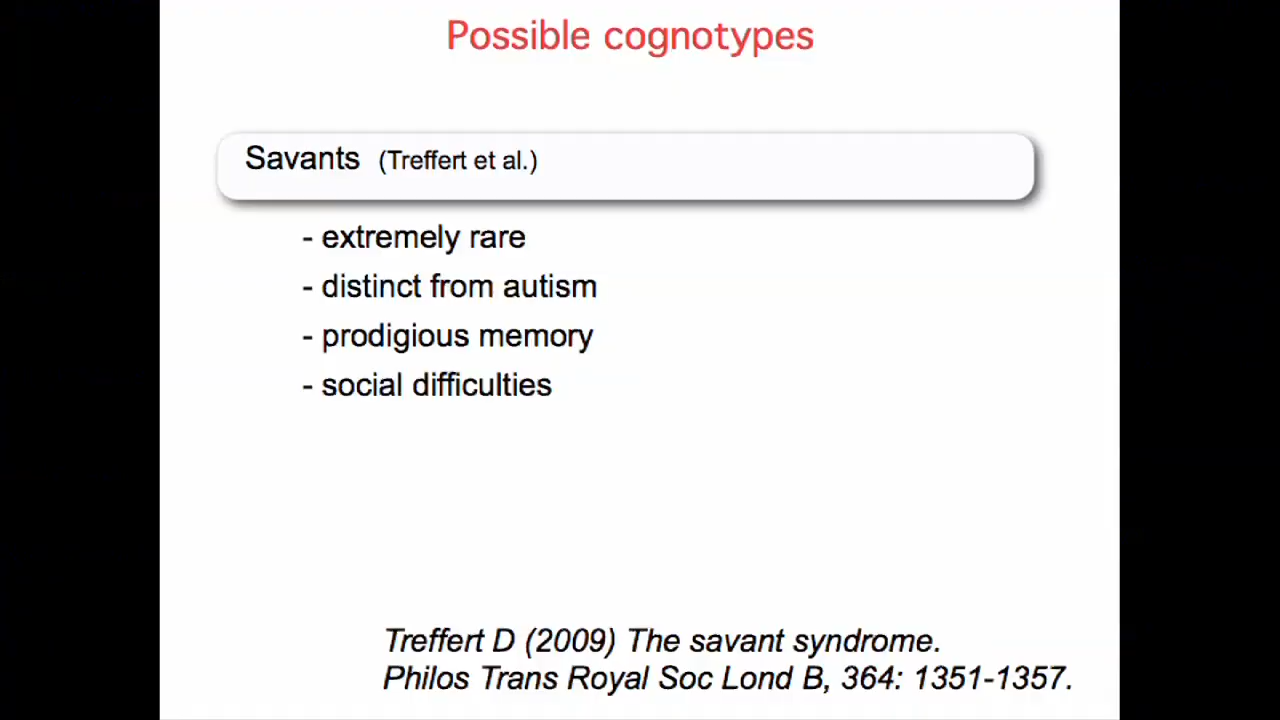 Possible cognotypes
Savants (Treffert et al.)
- extremely rare
- distinct from autism
- prodigious memory
- social difficulties
Treffert D (2009) The savant syndrome.
Philos Trans Royal Soc Lond B, 364: 1351-1357.